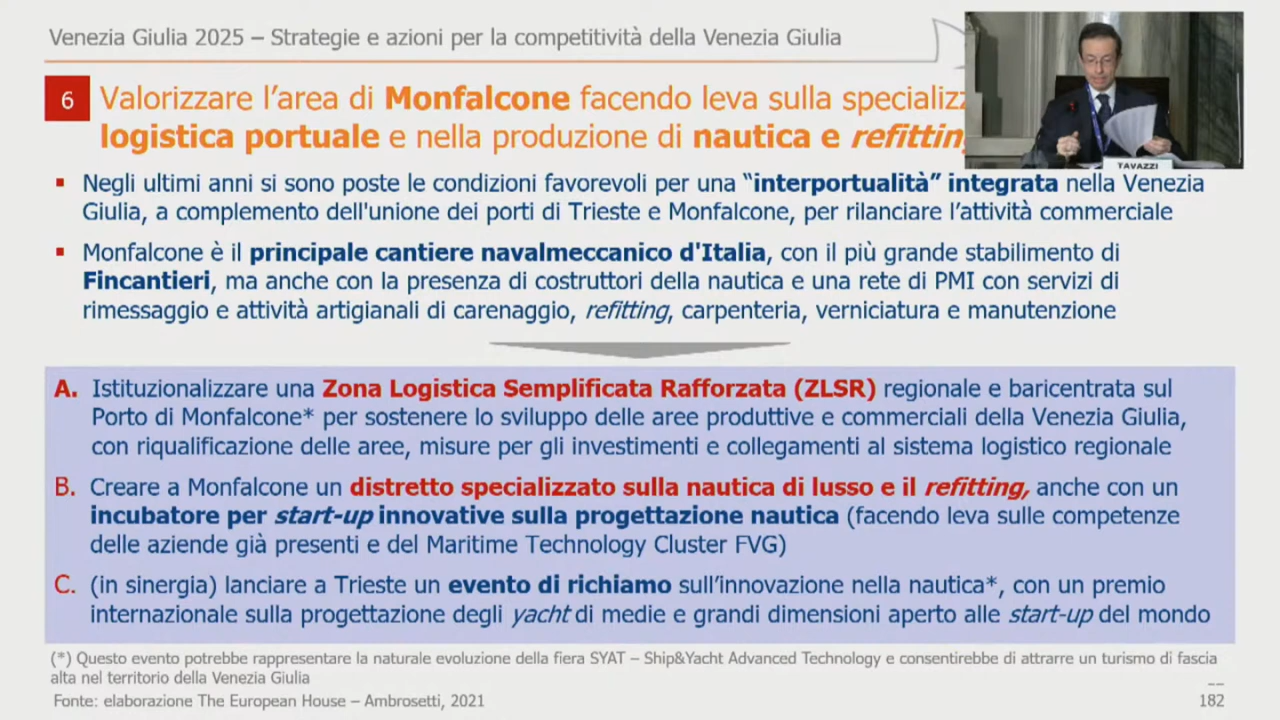 Venezia Giulia 2025 – Strategie e azioni per la competitività della Venezia Giulia
6
Valorizzare l'area di Monfalcone facendo leva sulla
logistica portuale e nella produzione di nautica e refitting
TAVAZZI
▪ Negli ultimi anni si sono poste le condizioni favorevoli per una “interportualità” integrata nella Venezia
Giulia, a complemento dell'unione dei porti di Trieste e Monfalcone, per rilanciare l'attività commerciale
▪ Monfalcone è il principale cantiere navalmeccanico d'Italia, con il più grande stabilimento di
Fincantieri, ma anche con la presenza di costruttori della nautica e una rete di PMI con servizi di
rimessaggio e attività artigianali di carenaggio, refitting, carpenteria, verniciatura e manutenzione
A. Istituzionalizzare una Zona Logistica Semplificata Rafforzata (ZLSR) regionale e baricentrata sul
Porto di Monfalcone* per sostenere lo sviluppo delle aree produttive e commerciali della Venezia Giulia,
con riqualificazione delle aree, misure per gli investimenti e collegamenti al sistema logistico regionale
B. Creare a Monfalcone un distretto specializzato sulla nautica di lusso e il refitting, anche con un
incubatore per start-up innovative sulla progettazione nautica (facendo leva sulle competenze
delle aziende già presenti e del Maritime Technology Cluster FVG)
C. (in sinergia) lanciare a Trieste un evento di richiamo sull'innovazione nella nautica*, con un premio
internazionale sulla progettazione degli yacht di medie e grandi dimensioni aperto alle start-up del mondo
(*) Questo evento potrebbe rappresentare la naturale evoluzione della fiera SYAT – Ship&Yacht Advanced Technology e consentirebbe di attrarre un turismo di fascia
alta nel territorio della Venezia Giulia
Fonte: elaborazione The European House – Ambrosetti, 2021
182